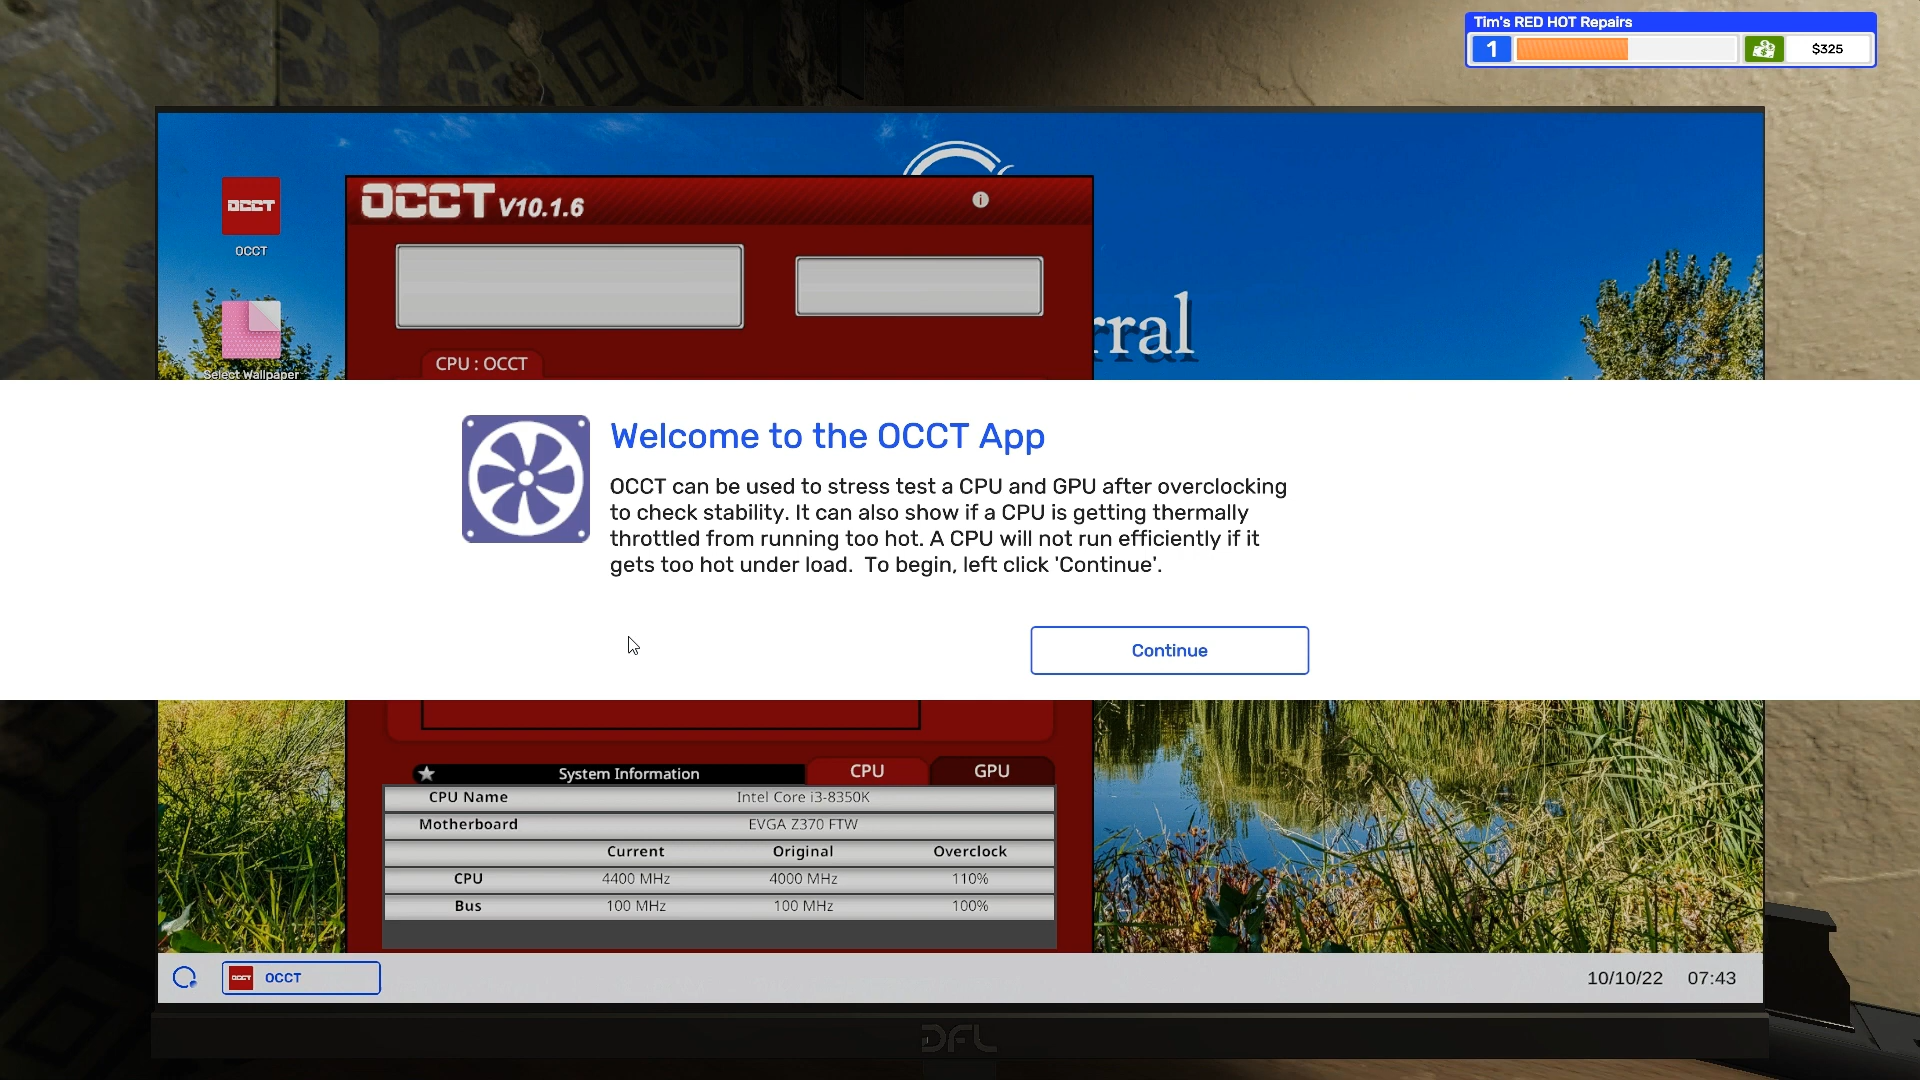 Tim's RED HOT Repairs
1
$325
OCCT V10.1.6
i
OCCT
OCCT
rral
Select Wallpaper
CPU : OCCT
Welcome to the OCCT App
OCCT can be used to stress test a CPU and GPU after overclocking
to check stability. It can also show if a CPU is getting thermally
throttled from running too hot. A CPU will not run efficiently if it
gets too hot under load.  To begin, left click 'Continue'.
Continue
System Information CPU GPU
CPU Name Intel Core i3-8350K
Motherboard EVGA Z370 FTW
Current Original Overclock
CPU 4400 MHz 4000 MHz 110%
Bus 100 MHz 100 MHz 100%
OCCT OCCT 10/10/22 07:43
DFL